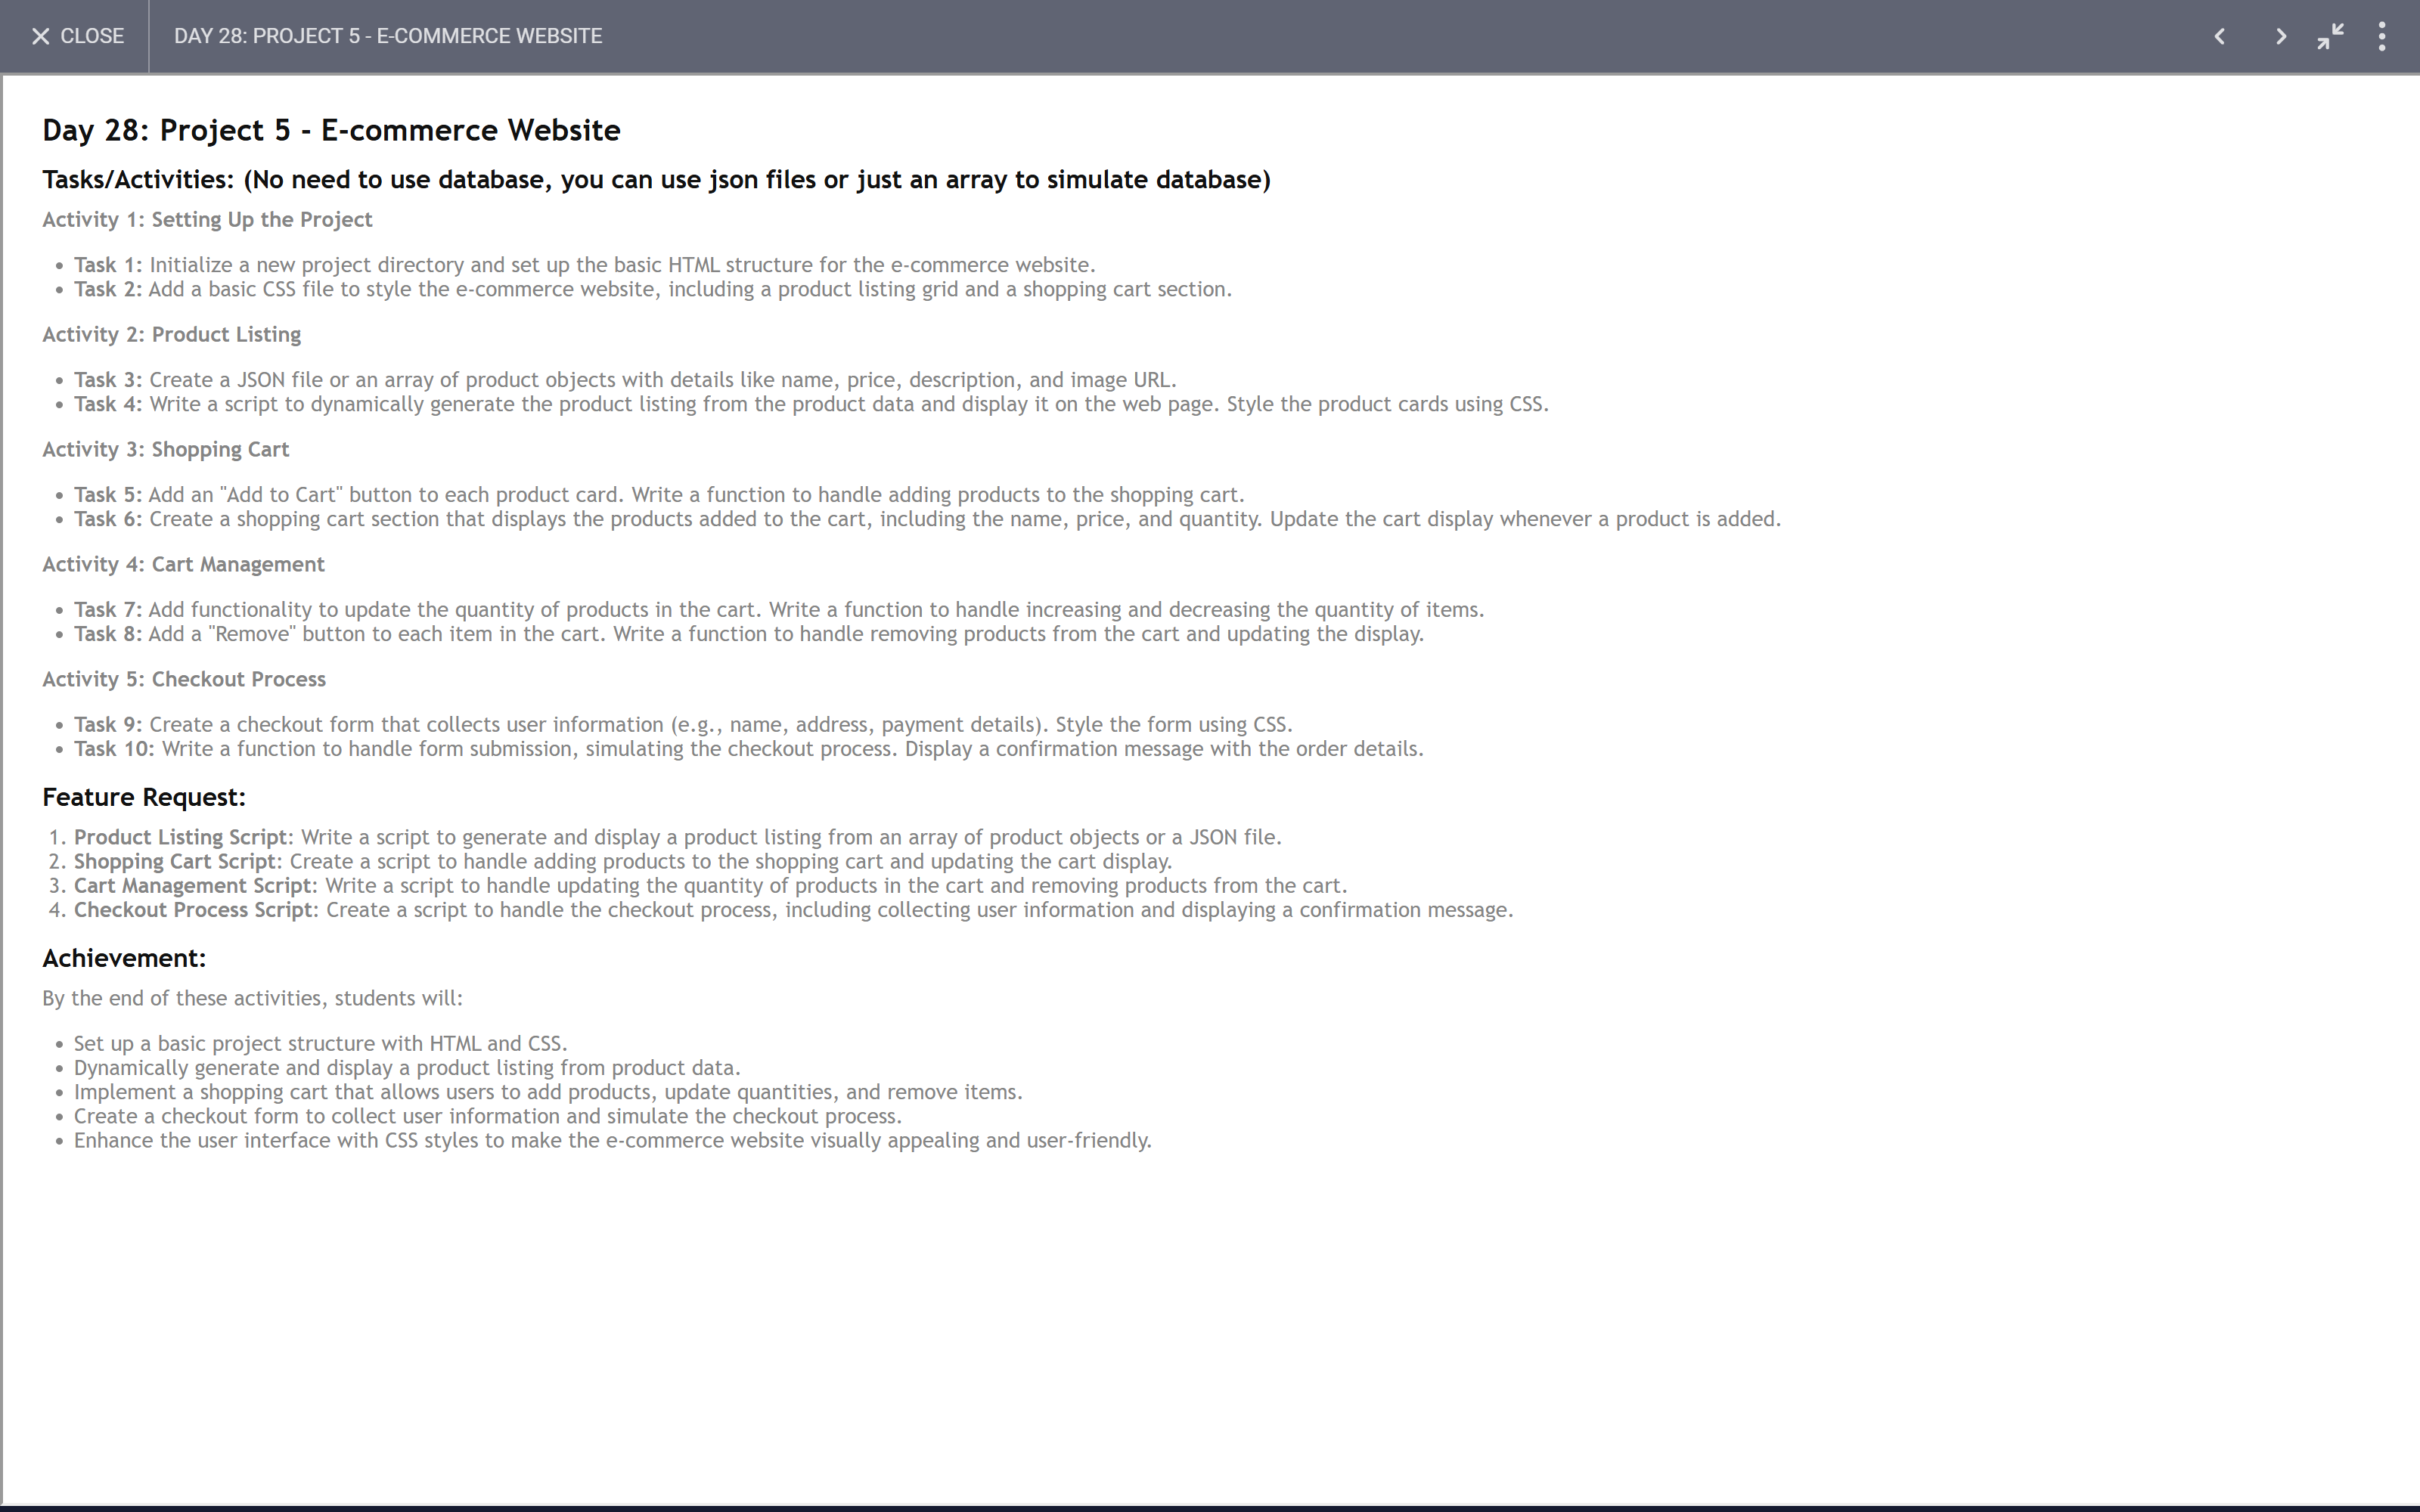 CLOSE
DAY 28: PROJECT 5 - E-COMMERCE WEBSITE
Day 28: Project 5 - E-commerce Website
Tasks/Activities: (No need to use database, you can use json files or just an array to simulate database)
Activity 1: Setting Up the Project
• Task 1: Initialize a new project directory and set up the basic HTML structure for the e-commerce website.
• Task 2: Add a basic CSS file to style the e-commerce website, including a product listing grid and a shopping cart section.
Activity 2: Product Listing
• Task 3: Create a JSON file or an array of product objects with details like name, price, description, and image URL.
• Task 4: Write a script to dynamically generate the product listing from the product data and display it on the web page. Style the product cards using CSS.
Activity 3: Shopping Cart
• Task 5: Add an "Add to Cart" button to each product card. Write a function to handle adding products to the shopping cart.
• Task 6: Create a shopping cart section that displays the products added to the cart, including the name, price, and quantity. Update the cart display whenever a product is added.
Activity 4: Cart Management
• Task 7: Add functionality to update the quantity of products in the cart. Write a function to handle increasing and decreasing the quantity of items.
• Task 8: Add a "Remove" button to each item in the cart. Write a function to handle removing products from the cart and updating the display.
Activity 5: Checkout Process
• Task 9: Create a checkout form that collects user information (e.g., name, address, payment details). Style the form using CSS.
• Task 10: Write a function to handle form submission, simulating the checkout process. Display a confirmation message with the order details.
Feature Request:
1. Product Listing Script: Write a script to generate and display a product listing from an array of product objects or a JSON file.
2. Shopping Cart Script: Create a script to handle adding products to the shopping cart and updating the cart display.
3. Cart Management Script: Write a script to handle updating the quantity of products in the cart and removing products from the cart.
4. Checkout Process Script: Create a script to handle the checkout process, including collecting user information and displaying a confirmation message.
Achievement:
By the end of these activities, students will:
• Set up a basic project structure with HTML and CSS.
• Dynamically generate and display a product listing from product data.
• Implement a shopping cart that allows users to add products, update quantities, and remove items.
• Create a checkout form to collect user information and simulate the checkout process.
• Enhance the user interface with CSS styles to make the e-commerce website visually appealing and user-friendly.